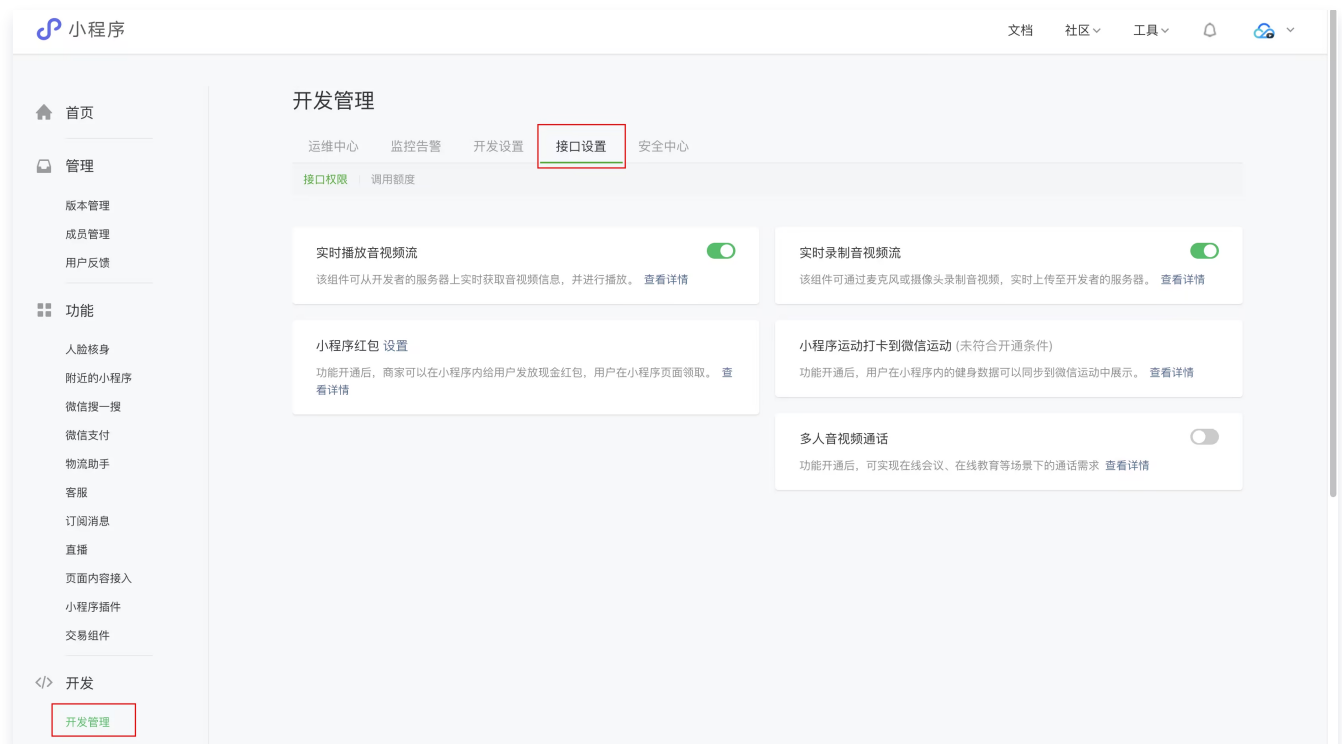 小程序
文档 社区 工具
首页
管理
版本管理
成员管理
用户反馈
功能
人脸核身
附近的小程序
微信搜一搜
微信支付
物流助手
客服
订阅消息
直播
页面内容接入
小程序插件
交易组件
开发
开发管理
开发管理
运维中心 监控告警 开发设置 接口设置 安全中心
接口权限 调用额度
实时播放音视频流
该组件可从开发者的服务器上实时获取音视频信息，并进行播放。 查看详情
实时录制音视频流
该组件可通过麦克风或摄像头录制音视频，实时上传至开发者的服务器。 查看详情
小程序红包 设置
功能开通后，商家可以在小程序内给用户发放现金红包，用户在小程序页面领取。 查
看详情
小程序运动打卡到微信运动 (未符合开通条件)
功能开通后，用户在小程序内的健身数据可以同步到微信运动中展示。 查看详情
多人音视频通话
功能开通后，可实现在线会议、在线教育等场景下的通话需求 查看详情